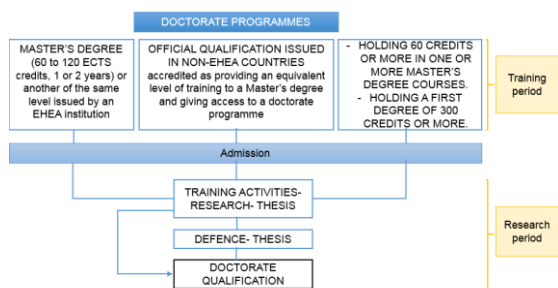 DOCTORATE PROGRAMMES
MASTER'S DEGREE
(60 to 120 ECTS
credits, 1 or 2 years) or
another of the same
level issued by an
EHEA institution
OFFICIAL QUALIFICATION ISSUED
IN NON-EHEA COUNTRIES
accredited as providing an equivalent
level of training to a Master's degree
and giving access to a doctorate
programme
- HOLDING 60 CREDITS
OR MORE IN ONE OR
MORE MASTER'S
DEGREE COURSES.
- HOLDING A FIRST
DEGREE OF 300
CREDITS OR MORE.
Training
period
Admission
TRAINING ACTIVITIES-
RESEARCH- THESIS
DEFENCE- THESIS
DOCTORATE
QUALIFICATION
Research
period